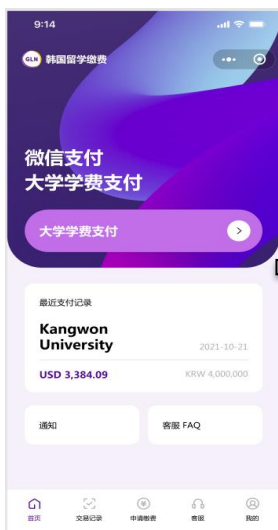 9:14
GLN 韩国留学缴费
微信支付
大学学费支付
大学学费支付
最近支付记录
Kangwon
University
2021-10-21
USD 3,384.09
KRW 4,000,000
通知
客服 FAQ
首页 交易记录 申请缴费 客服 我的